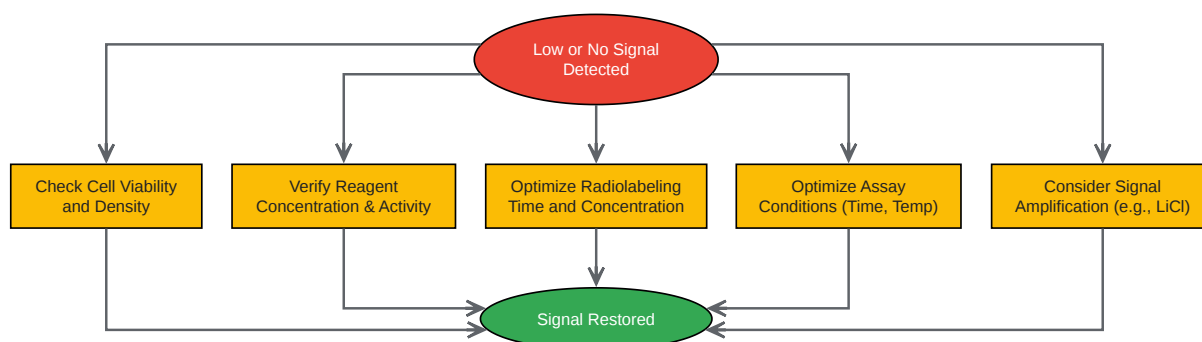 Low or No Signal
Detected
Check Cell Viability
and Density
Verify Reagent
Concentration & Activity
Optimize Radiolabeling
Time and Concentration
Optimize Assay
Conditions (Time, Temp)
Consider Signal
Amplification (e.g., LiCl)
Signal Restored